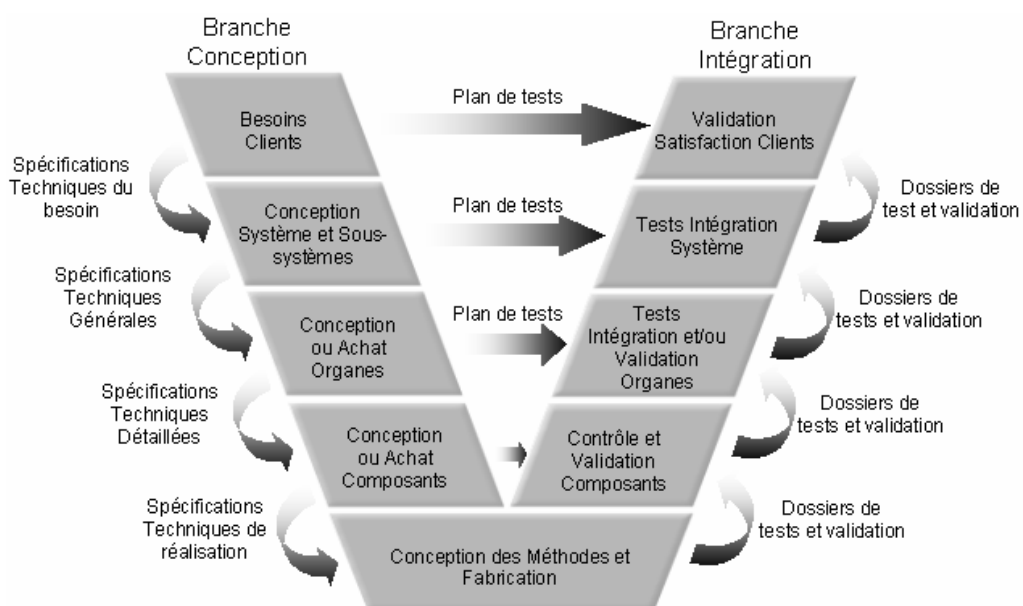 Branche
Conception
Branche
Intégration
Besoins
Clients
Plan de tests
Validation
Satisfaction Clients
Spécifications
Techniques du
besoin
Dossiers de
test et validation
Conception
Système et Sous-
systèmes
Plan de tests
Tests Intégration
Système
Spécifications
Techniques
Générales
Dossiers de
tests et validation
Conception
ou Achat
Organes
Plan de tests
Tests
Intégration et/ou
Validation
Organes
Spécifications
Techniques
Détaillées
Dossiers de
tests et validation
Conception
ou Achat
Composants
Contrôle et
Validation
Composants
Spécifications
Techniques de
réalisation
Dossiers de
tests et validation
Conception des Méthodes et
Fabrication